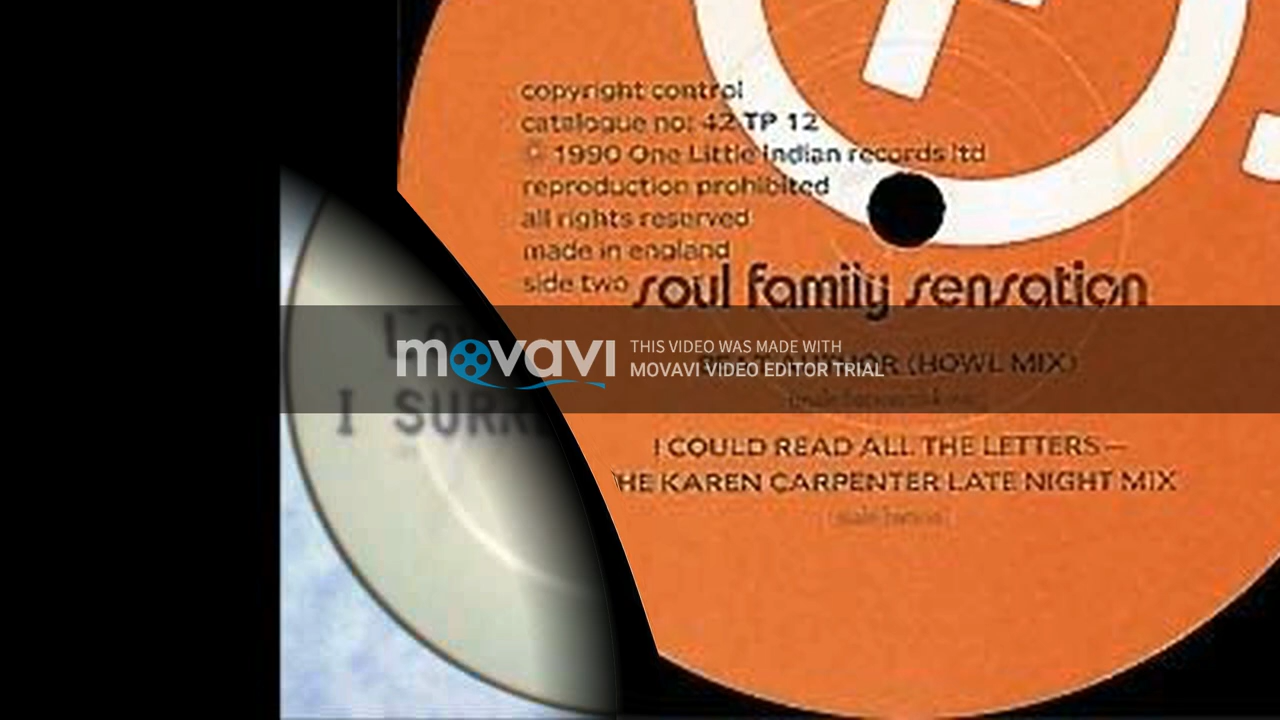 copyright control
catalogue no: 42 TP 12
© 1990 One Little Indian records ltd
reproduction prohibited
all rights reserved
made in england
side two
soul family sensation
I SURR
movavi
THIS VIDEO WAS MADE WITH
MOVAVI VIDEO EDITOR TRIAL
(HOWL MIX)
I COULD READ ALL THE LETTERS—
THE KAREN CARPENTER LATE NIGHT MIX